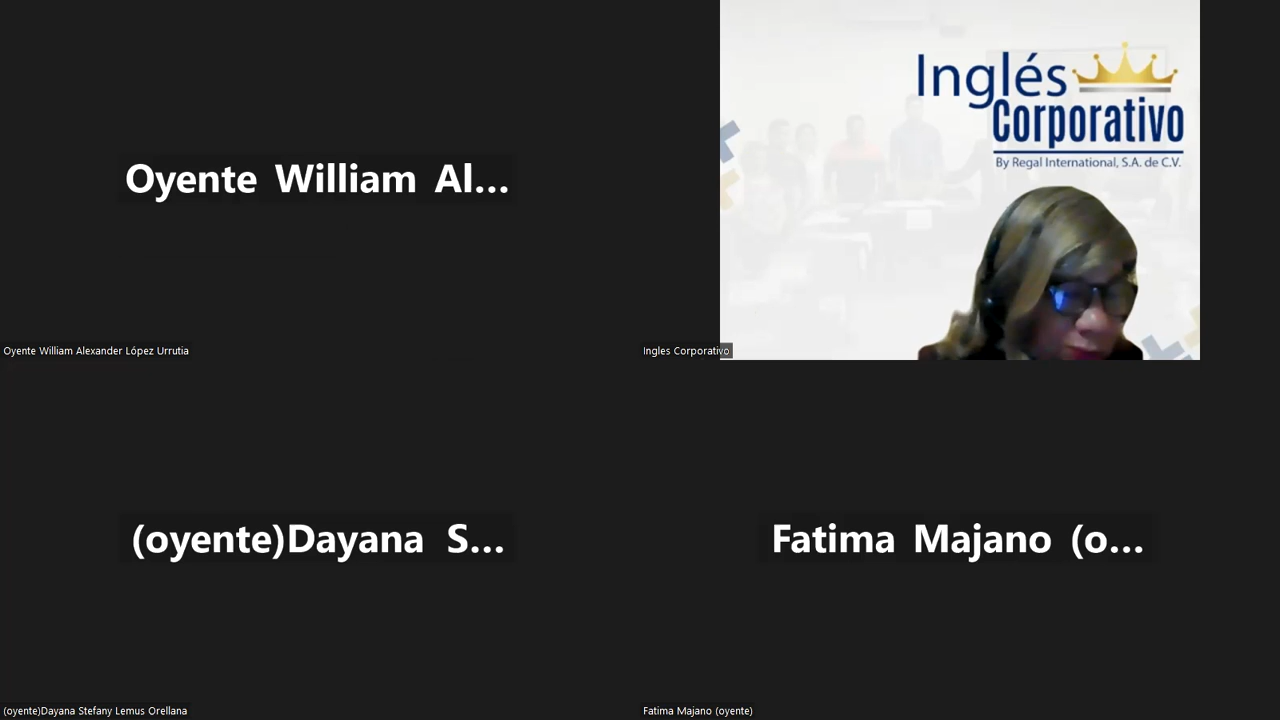 Oyente William Al...
Oyente William Alexander López Urrutia
Inglés
Corporativo
By Regal International, S.A. de C.V.
Ingles Corporativo
(oyente)Dayana S...
(oyente)Dayana Stefany Lemus Orellana
Fatima Majano (o...
Fatima Majano (oyente)